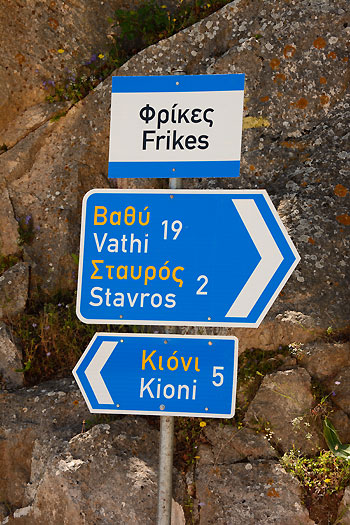 Φρίκες
Frikes
Βαθύ
Vathi 19
Σταυρός
Stavros 2
Κιόνι
Kioni 5